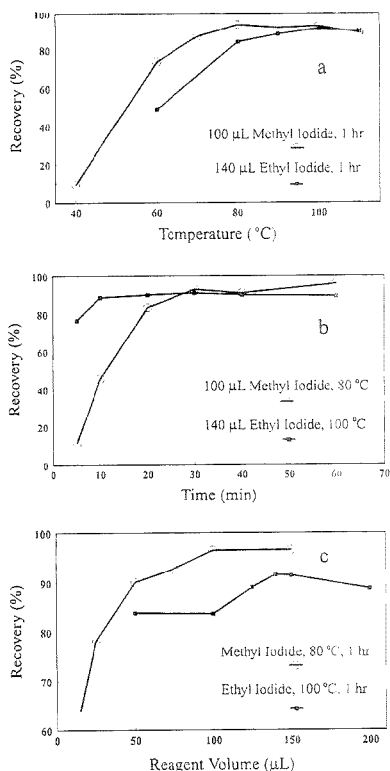 100
80
60
40
20
0
Recovery (%)
a
100 µL Methyl Iodide, 1 hr
140 µL Ethyl Iodide, 1 hr
40 60 80 100
Temperature (°C)
100
80
60
40
20
0
Recovery (%)
b
100 µL Methyl Iodide, 80 °C
140 µL Ethyl Iodide, 100 °C
0 10 20 30 40 50 60 70
Time (min)
100
90
80
70
60
Recovery (%)
c
Methyl Iodide, 80 °C, 1 hr
Ethyl Iodide, 100 °C, 1 hr
0 50 100 150 200
Reagent Volume (µL)